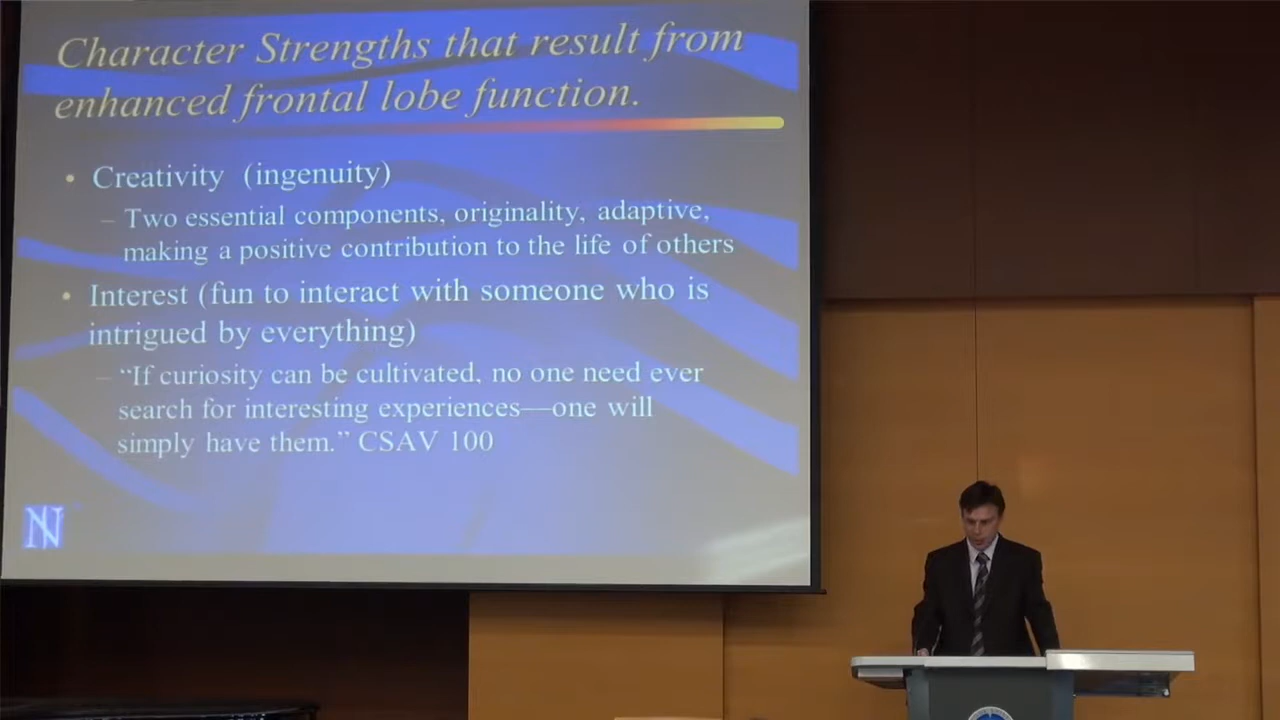 Character Strengths that result from
enhanced frontal lobe function.
• Creativity (ingenuity)
– Two essential components, originality, adaptive,
making a positive contribution to the life of others
• Interest (fun to interact with someone who is
intrigued by everything)
– “If curiosity can be cultivated, no one need ever
search for interesting experiences—one will
simply have them.” CSAV 100
N